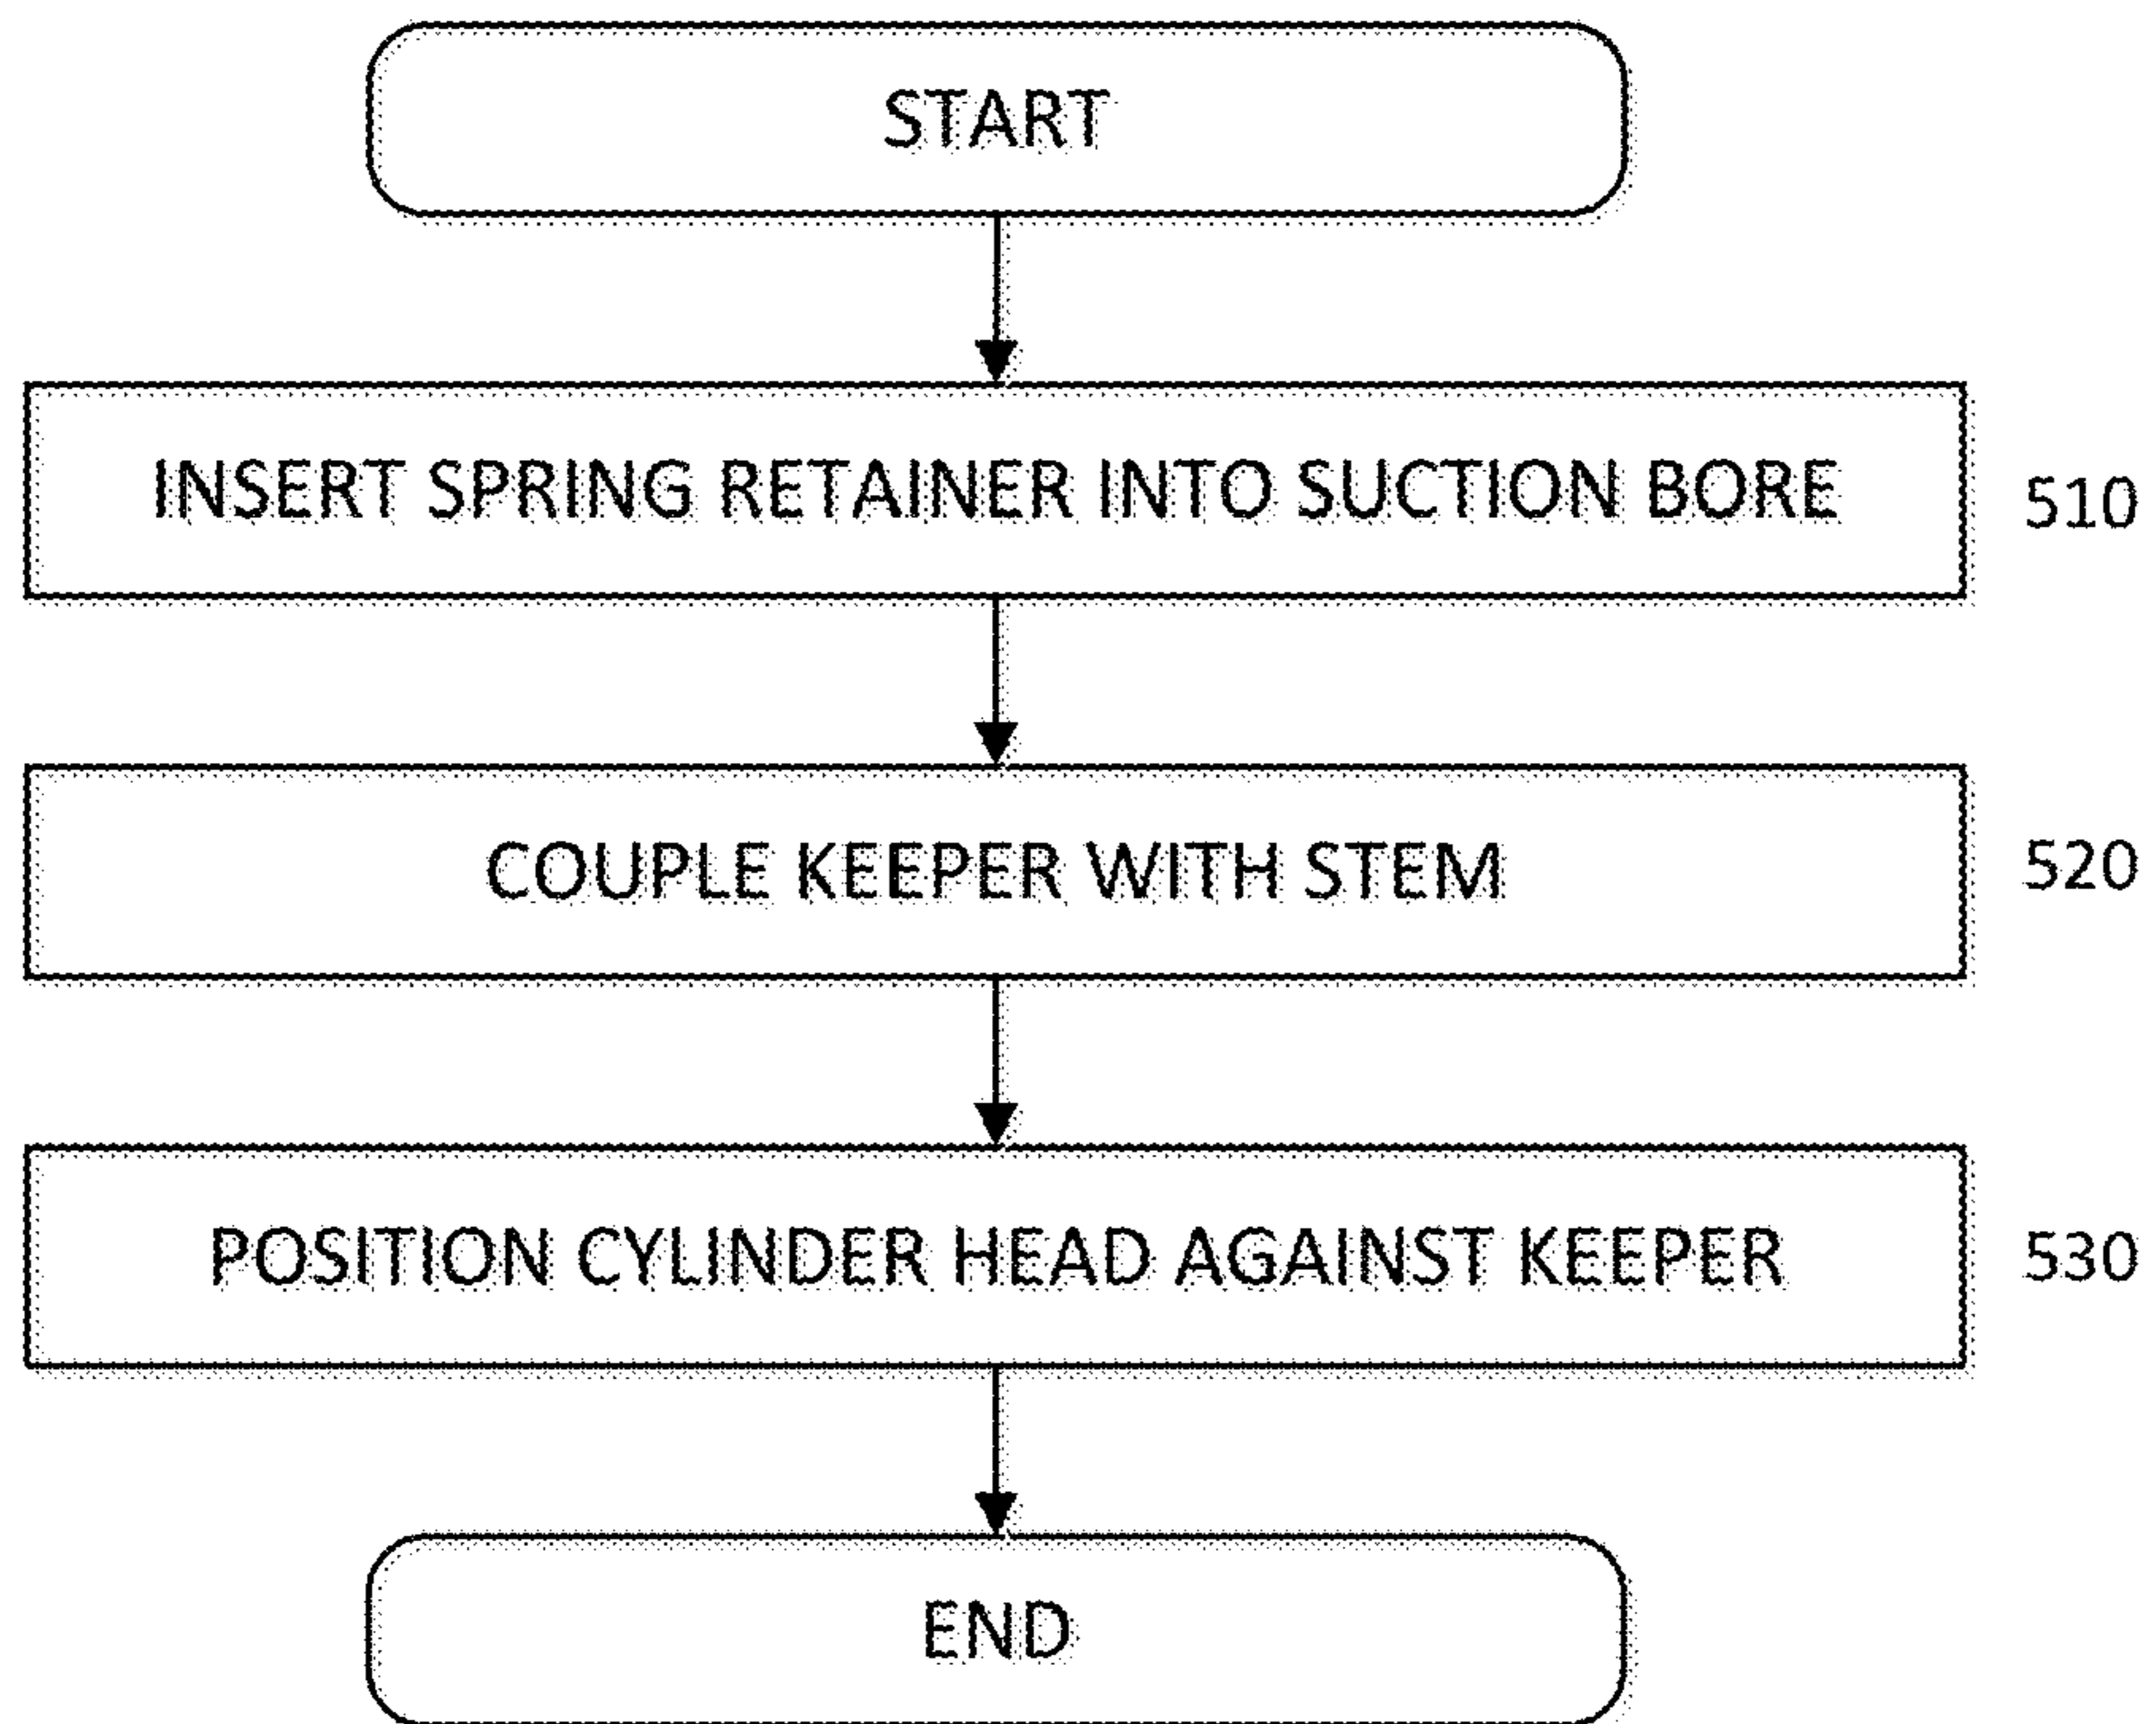 START
INSERT SPRING RETAINER INTO SUCTION BORE 510
COUPLE KEEPER WITH STEM 520
POSITION CYLINDER HEAD AGAINST KEEPER 530
END